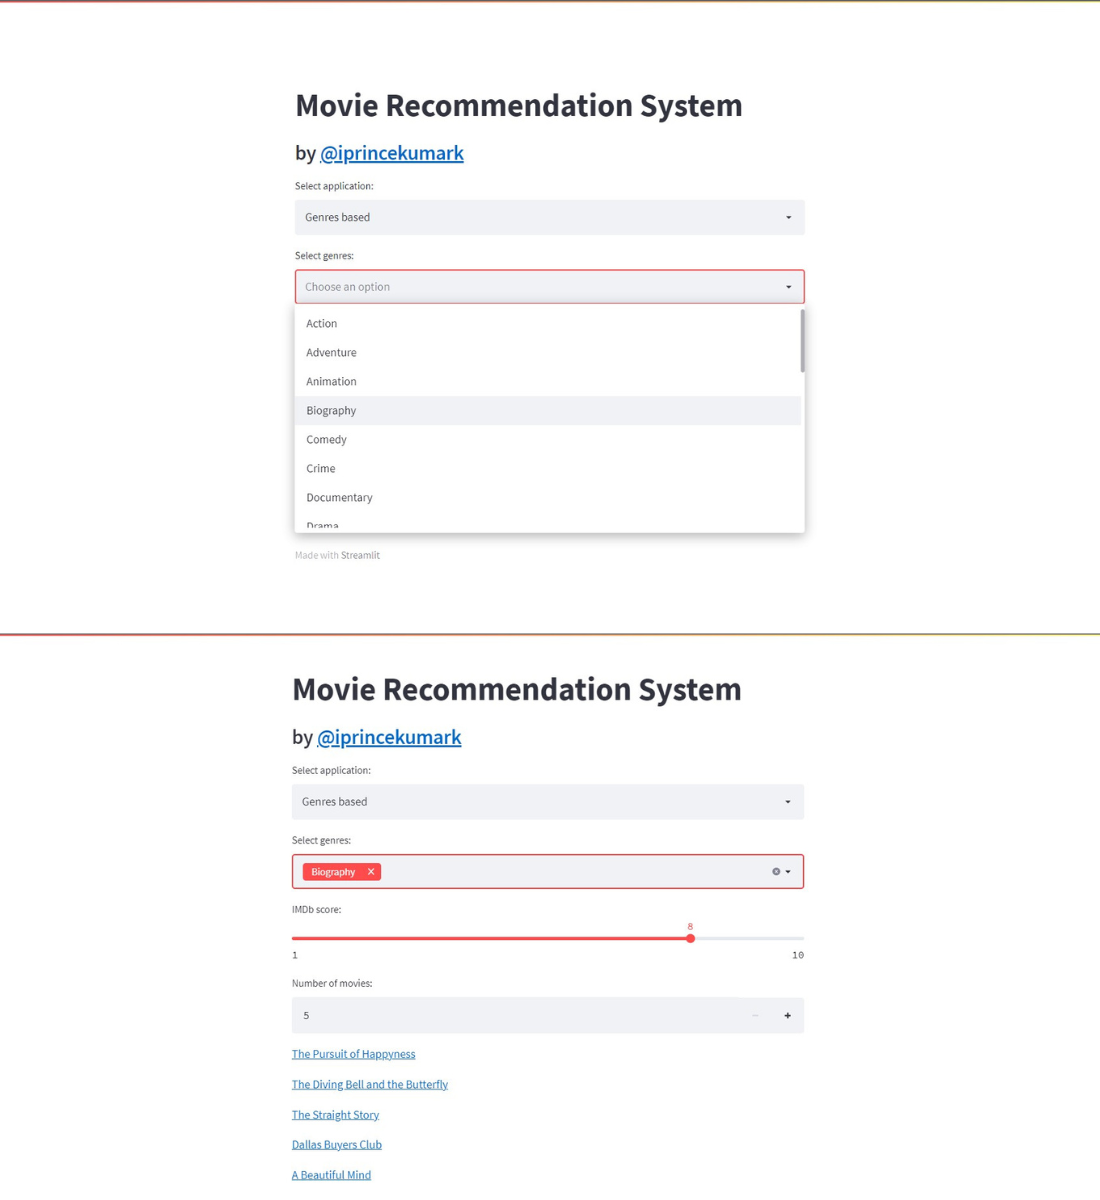 Movie Recommendation System
by @iprincekumark
Select application:
Genres based
Select genres:
Choose an option
Action
Adventure
Animation
Biography
Comedy
Crime
Documentary
Drama
Made with Streamlit
Movie Recommendation System
by @iprincekumark
Select application:
Genres based
Select genres:
Biography
IMDb score:
8
1 10
Number of movies:
5
The Pursuit of Happyness
The Diving Bell and the Butterfly
The Straight Story
Dallas Buyers Club
A Beautiful Mind